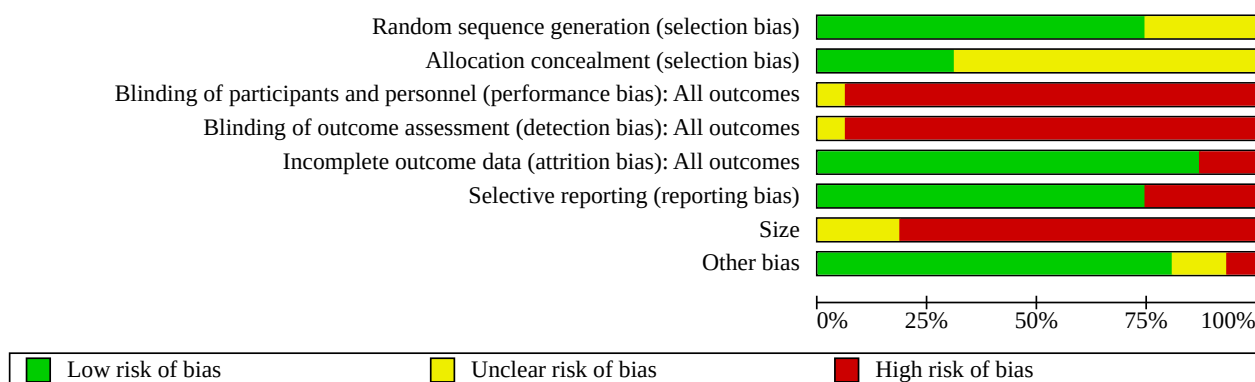 Random sequence generation (selection bias)
Allocation concealment (selection bias)
Blinding of participants and personnel (performance bias): All outcomes
Blinding of outcome assessment (detection bias): All outcomes
Incomplete outcome data (attrition bias): All outcomes
Selective reporting (reporting bias)
Size
Other bias
0% 25% 50% 75% 100%
Low risk of bias Unclear risk of bias High risk of bias